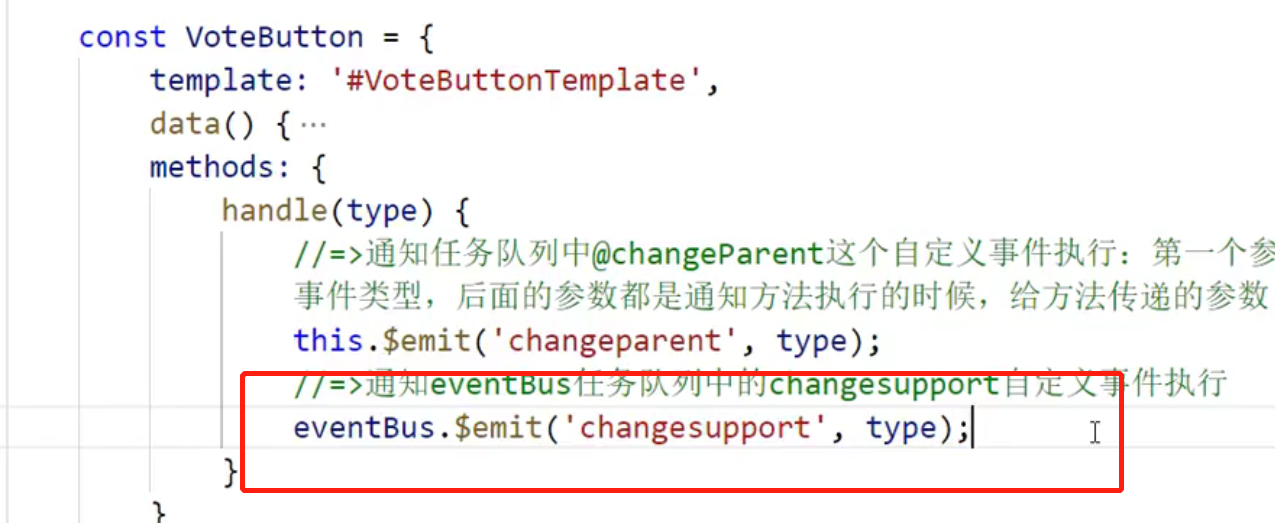 const VoteButton = {
template: '#VoteButtonTemplate',
data() {···
methods: {
handle(type) {
//=>通知任务队列中@changeParent这个自定义事件执行：第一个参
事件类型，后面的参数都是通知方法执行的时候，给方法传递的参数
this.$emit('changeparent', type);
//=>通知eventBus任务队列中的changesupport自定义事件执行
eventBus.$emit('changesupport', type);
}
}